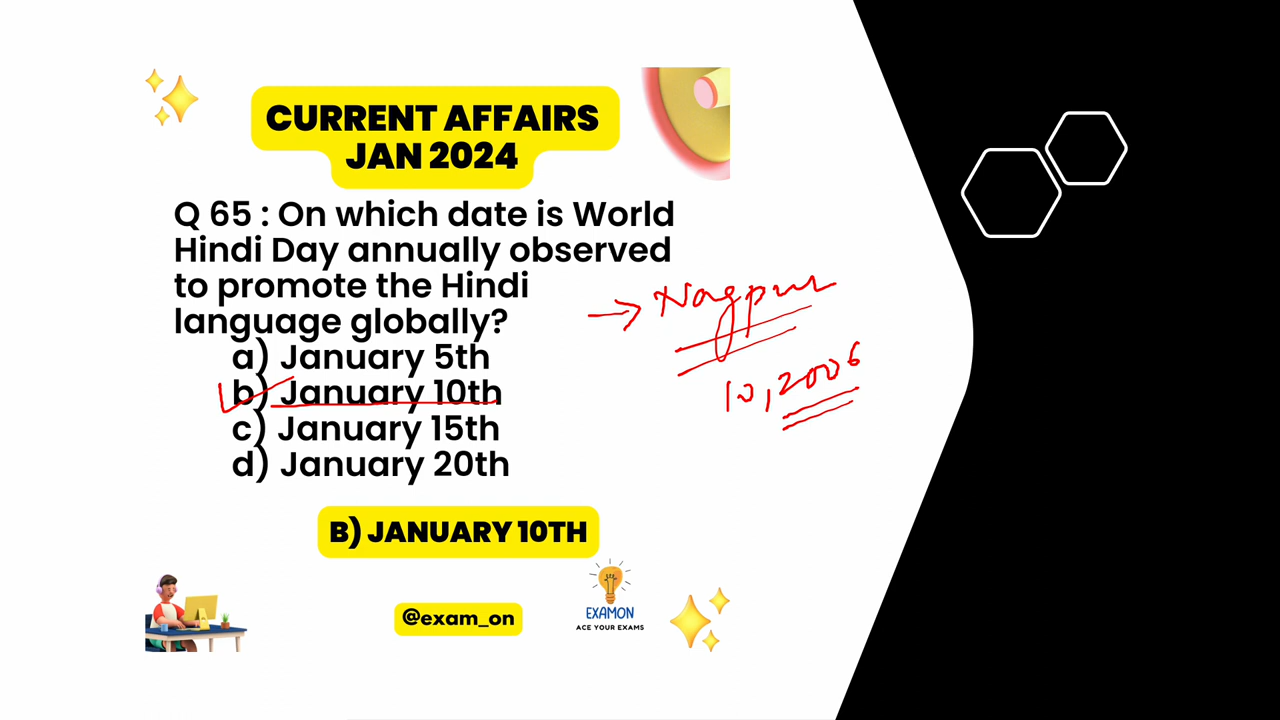 CURRENT AFFAIRS
JAN 2024
Q 65 : On which date is World
Hindi Day annually observed
to promote the Hindi
language globally?
→ Nagpur
a) January 5th
b) January 10th
10, 2006
c) January 15th
d) January 20th
B) JANUARY 10TH
@exam_on
EXAMON
ACE YOUR EXAMS